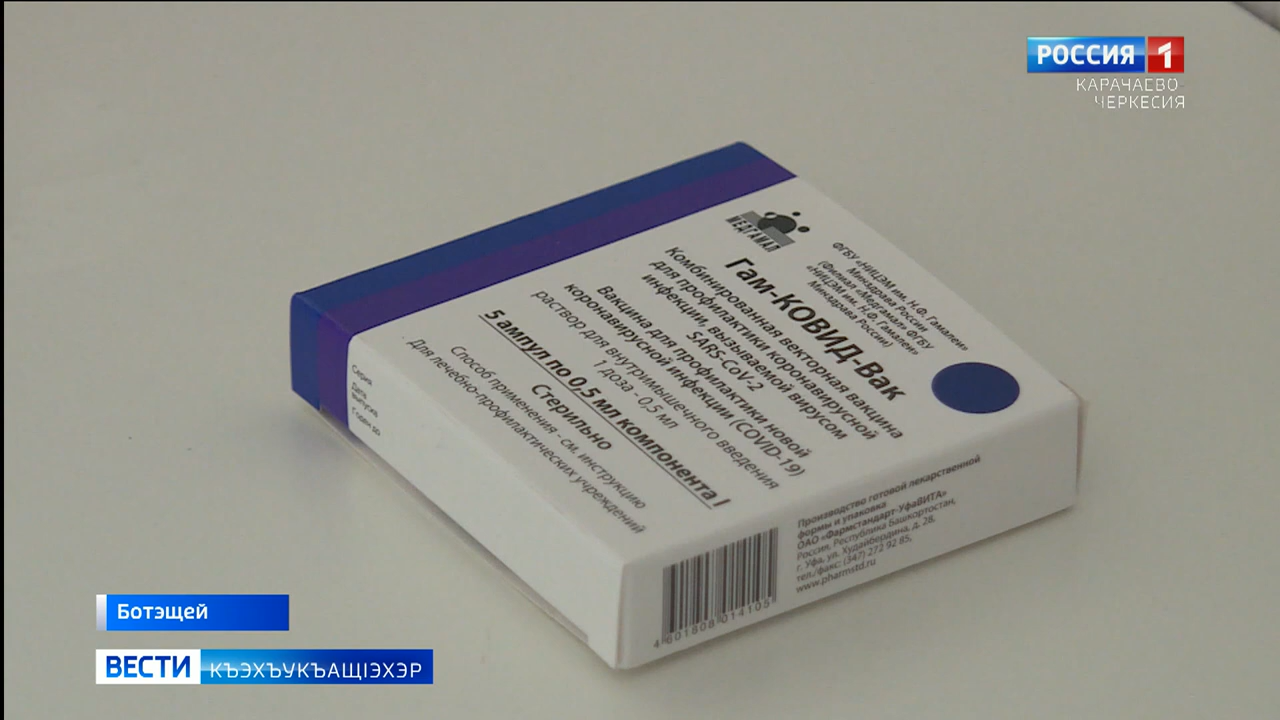 РОССИЯ 1
КАРАЧАЕВО-
ЧЕРКЕСИЯ
МЕДГАМАЛ
ФГБУ «НИЦЭМ им. Н.Ф. Гамалеи»
Минздрава России
(Филиал «Медгамал» ФГБУ
«НИЦЭМ им. Н.Ф. Гамалеи»
Минздрава России)
Гам-КОВИД-Вак
Комбинированная векторная вакцина
для профилактики коронавирусной
инфекции, вызываемой вирусом
SARS-CoV-2
Вакцина для профилактики новой
коронавирусной инфекции (COVID-19)
раствор для внутримышечного введения
1 доза - 0,5 мл
5 ампул по 0,5 мл компонента I
Стерильно
Способ применения - см. инструкцию
Для лечебно-профилактических учреждений
Серия
Дата
выпуска
Годен до
Производство готовой лекарственной
формы и упаковка
ОАО «Фармстандарт-УфаВИТА»
Россия, Республика Башкортостан,
г. Уфа, ул. Худайбердина, д. 28,
тел./факс: (347) 272 92 85,
www.pharmstd.ru
4 601808 014105
Ботэщей
ВЕСТИ КЪЭХЪУКЪАЩIЭХЭР